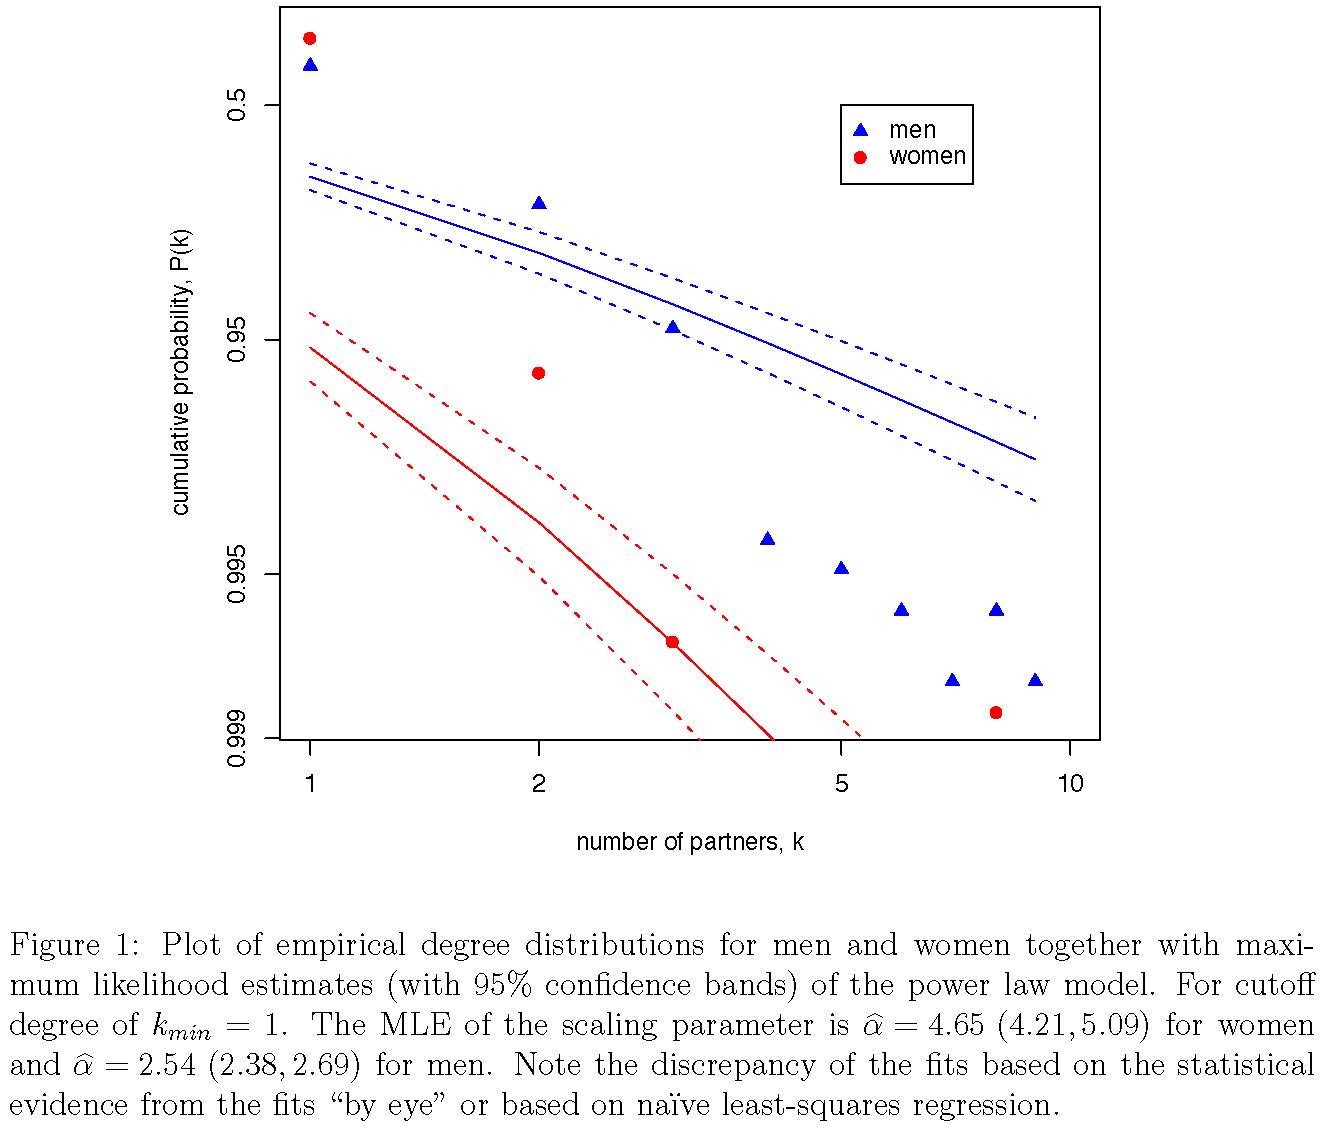 0.5
0.95
0.995
0.999
cumulative probability, P(k)
men
women
1
2
5
10
number of partners, k
Figure 1: Plot of empirical degree distributions for men and women together with maxi-
mum likelihood estimates (with 95% confidence bands) of the power law model. For cutoff
degree of k_min = 1. The MLE of the scaling parameter is α̂ = 4.65 (4.21, 5.09) for women
and α̂ = 2.54 (2.38, 2.69) for men. Note the discrepancy of the fits based on the statistical
evidence from the fits “by eye” or based on naïve least-squares regression.